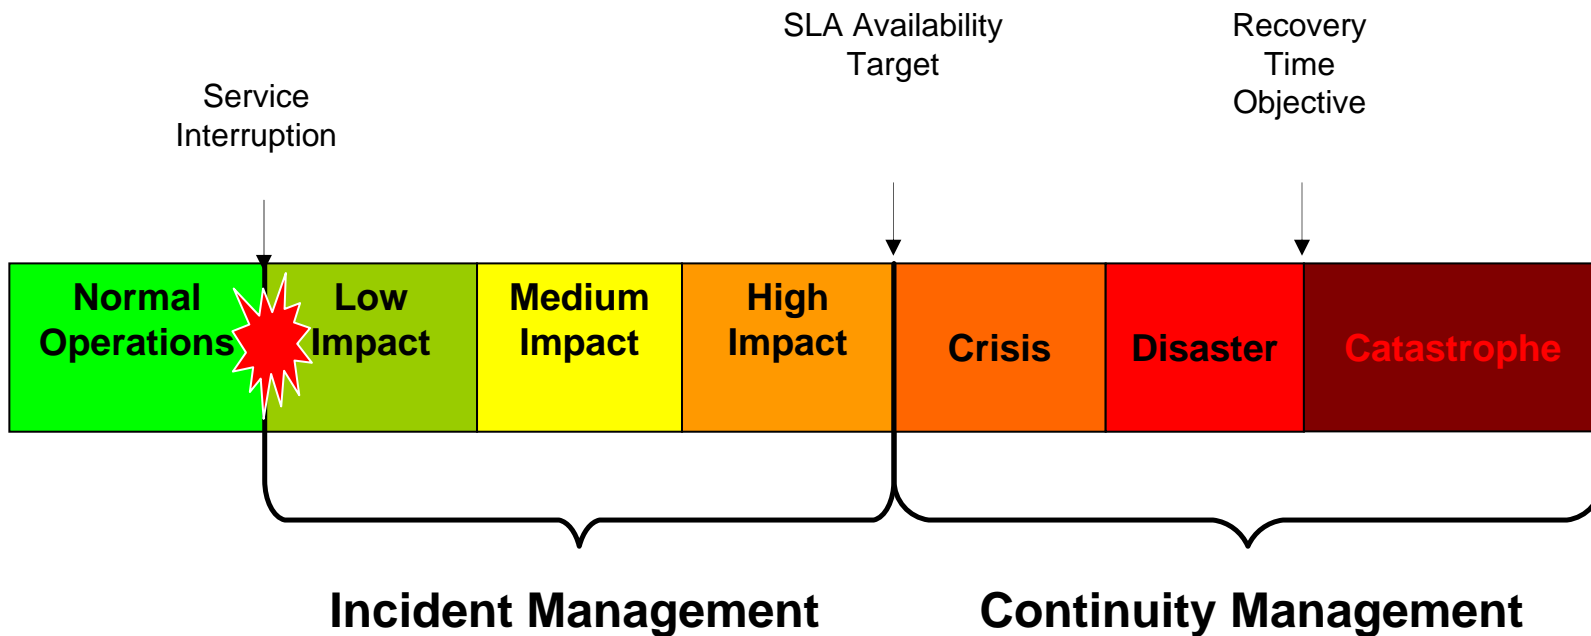 SLA Availability
Target
Recovery
Time
Objective
Service
Interruption
Normal
Operations
Low
Impact
Medium
Impact
High
Impact
Crisis
Disaster
Catastrophe
Incident Management
Continuity Management